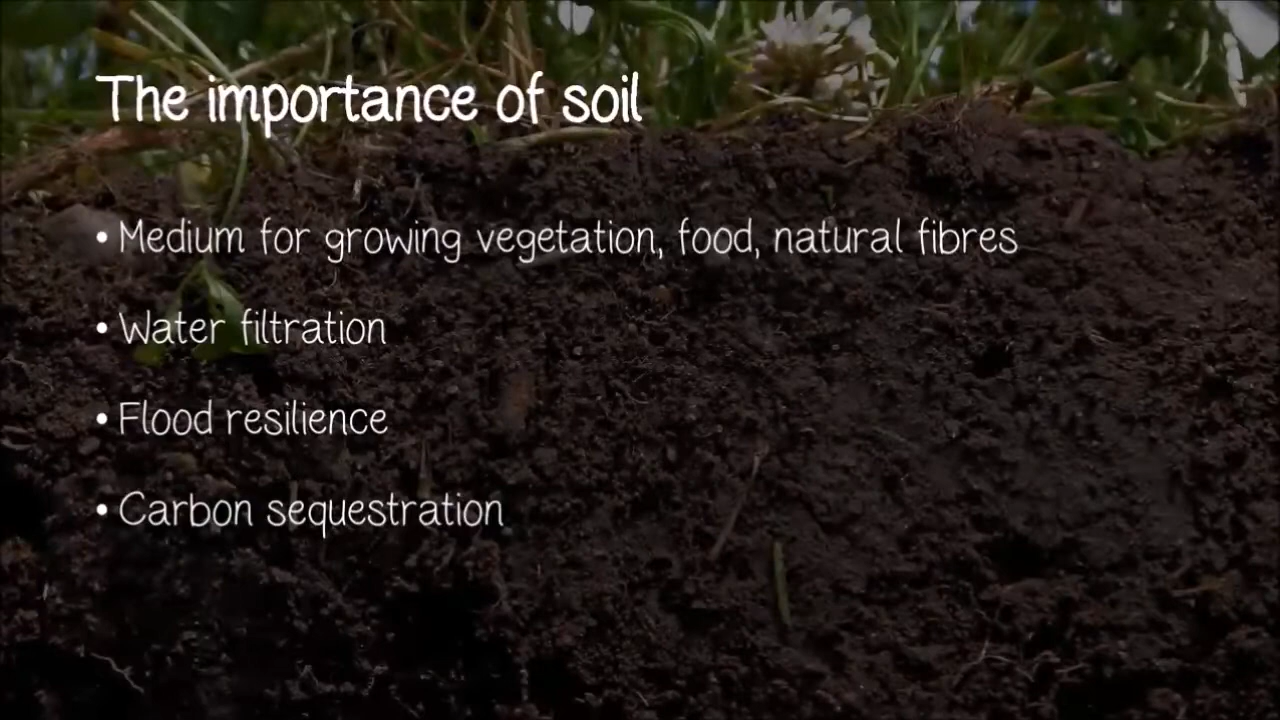 The importance of soil
• Medium for growing vegetation, food, natural fibres
• Water filtration
• Flood resilience
• Carbon sequestration